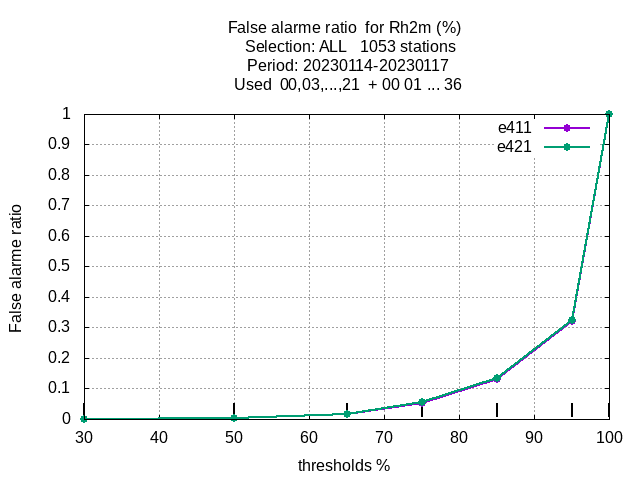 False alarme ratio  for Rh2m (%)
Selection: ALL   1053 stations
Period: 20230114-20230117
Used  00,03,...,21  + 00 01 ... 36
e411
e421
False alarme ratio
1
0.9
0.8
0.7
0.6
0.5
0.4
0.3
0.2
0.1
0
30 40 50 60 70 80 90 100
thresholds %